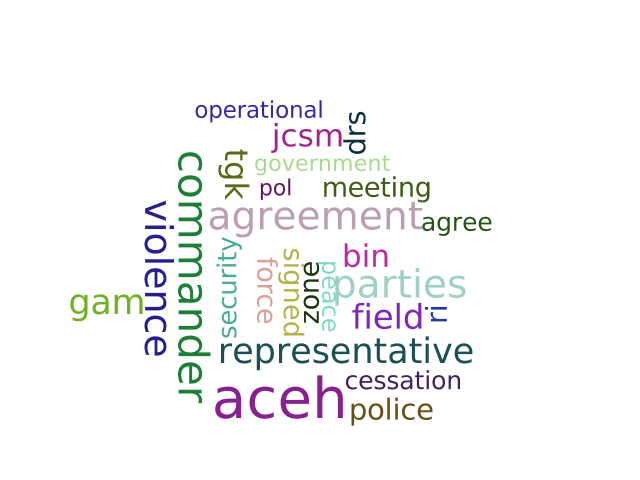 operational
jcsm
drs
government
tgk
pol
meeting
commander
agreement
agree
violence
security
force
signed
zone
peace
bin
parties
gam
field
ri
representative
cessation
aceh
police